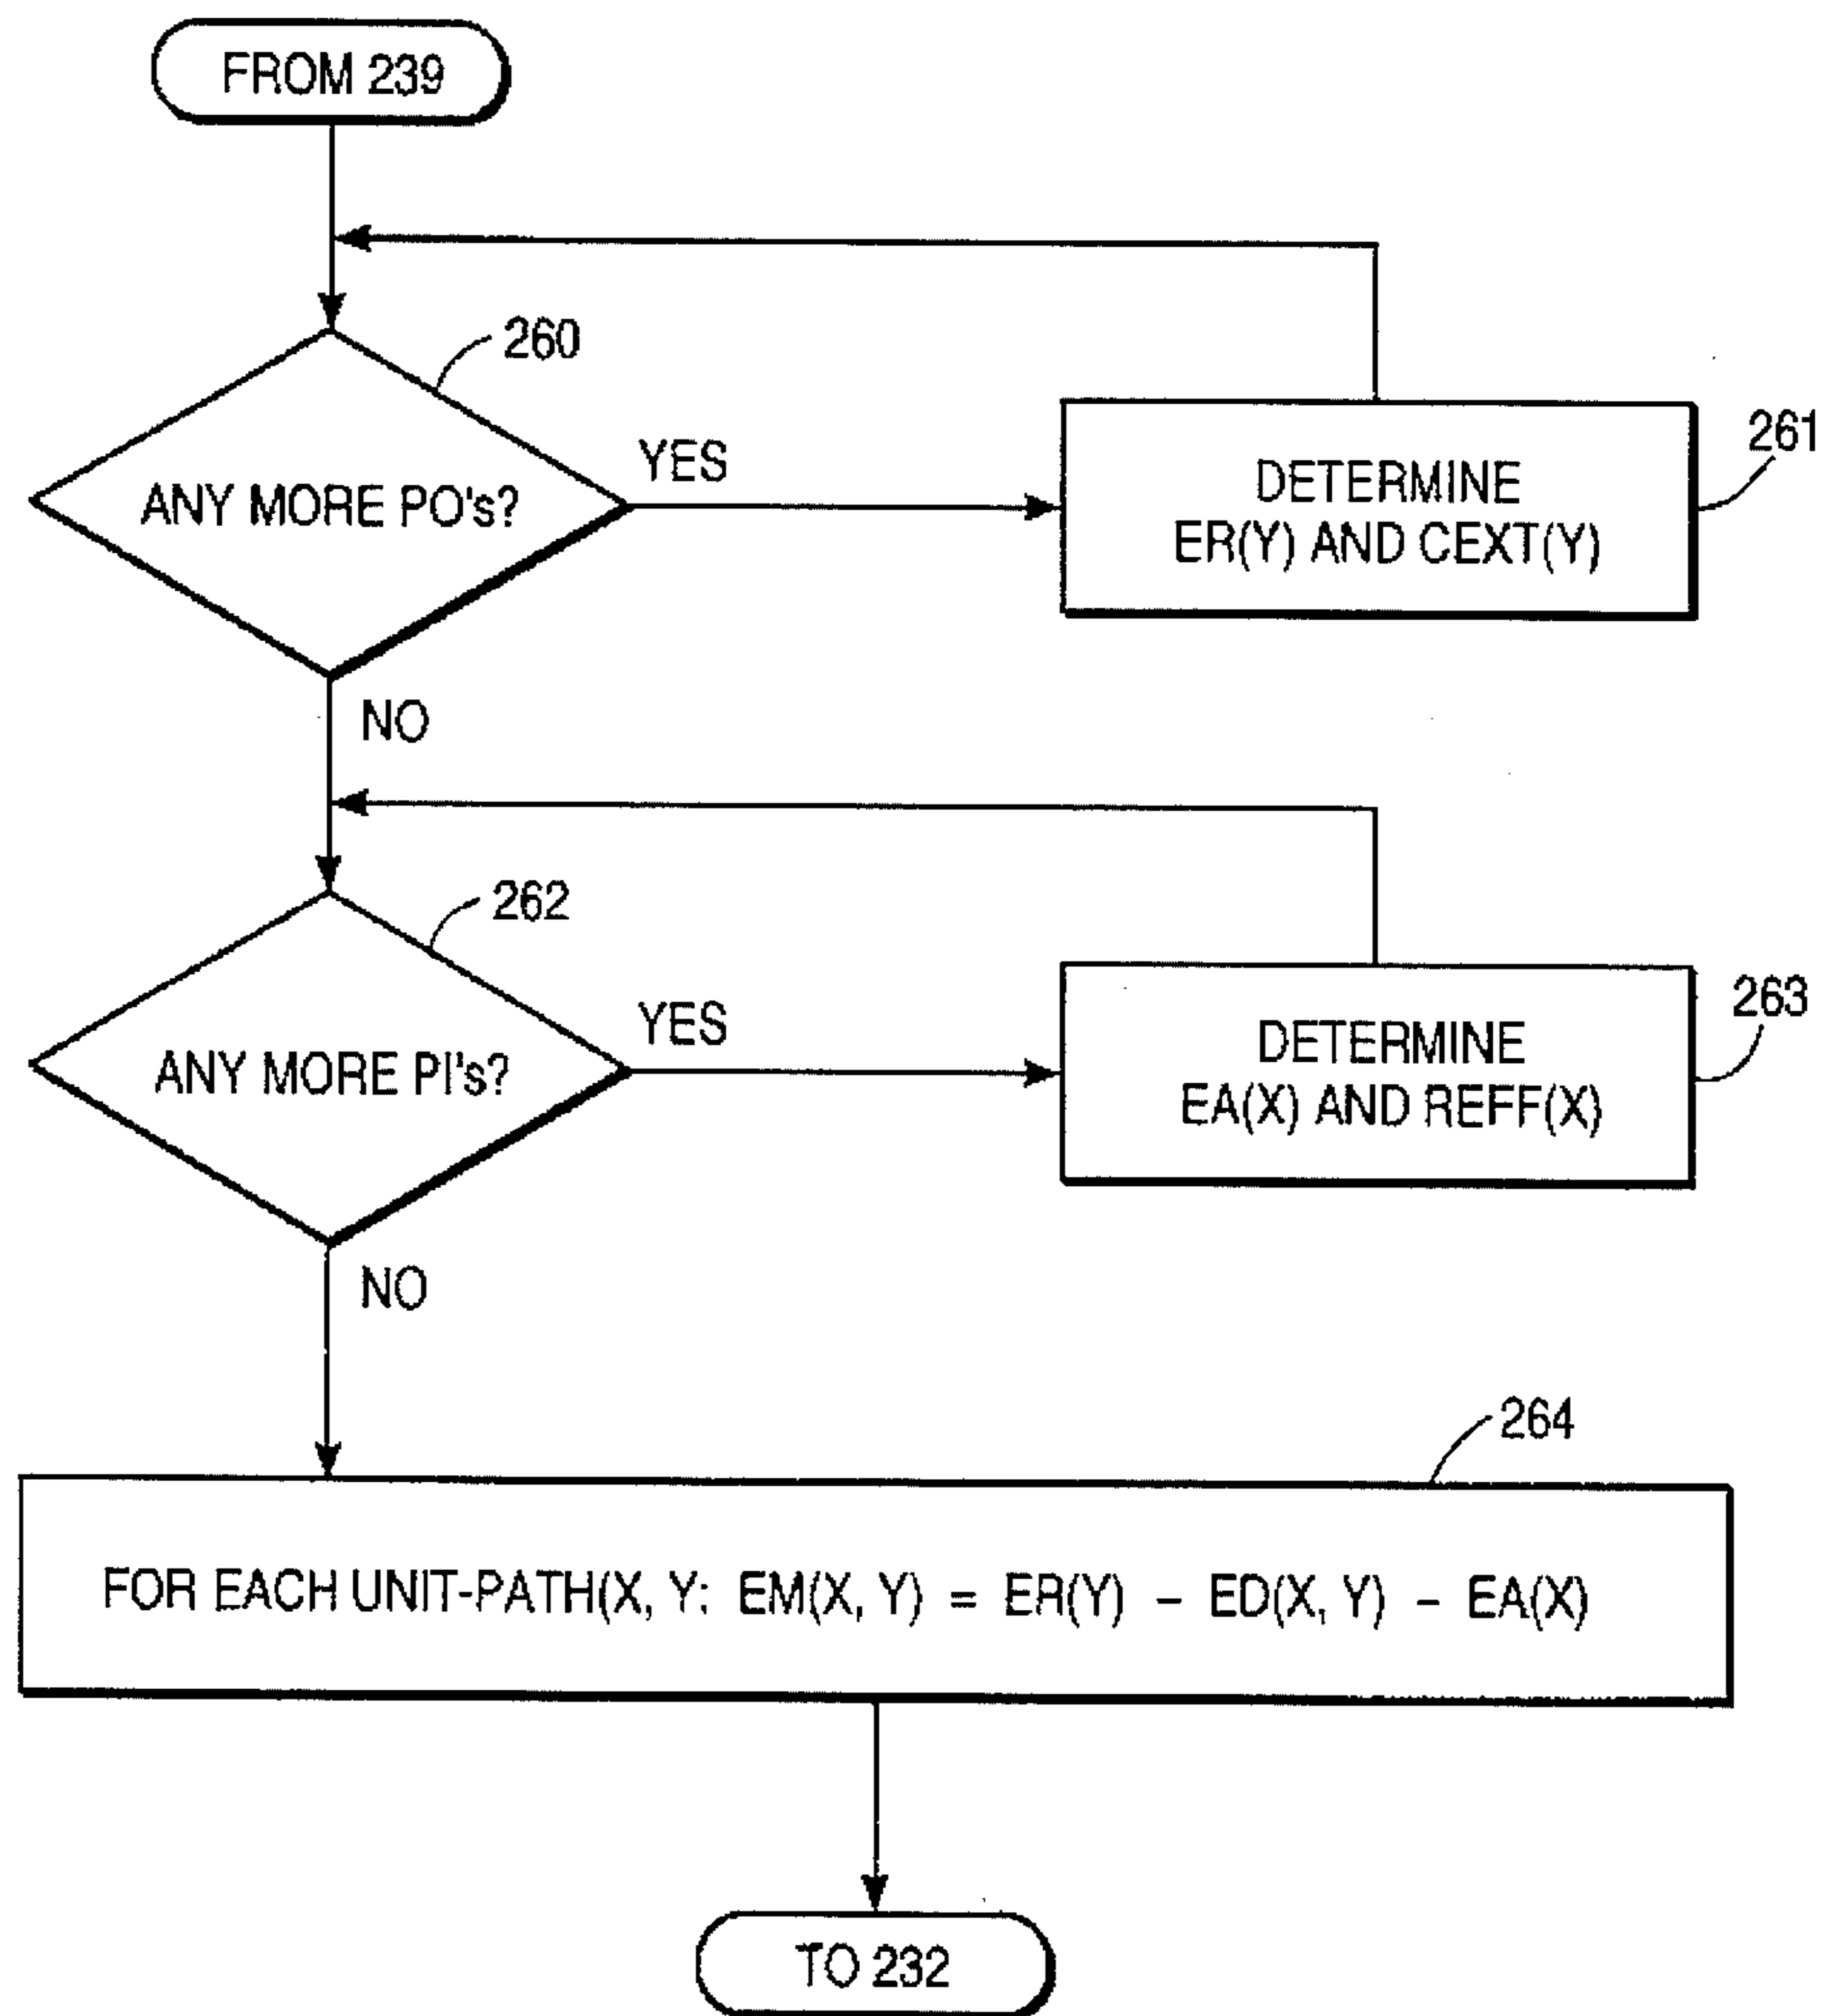 FROM 239
260
ANY MORE PO's?
YES
261
DETERMINE
ER(Y) AND CEXT(Y)
NO
262
ANY MORE PI's?
YES
263
DETERMINE
EA(X) AND REFF(X)
NO
264
FOR EACH UNIT-PATH(X, Y: EM(X, Y) = ER(Y) – ED(X, Y) – EA(X)
TO 232